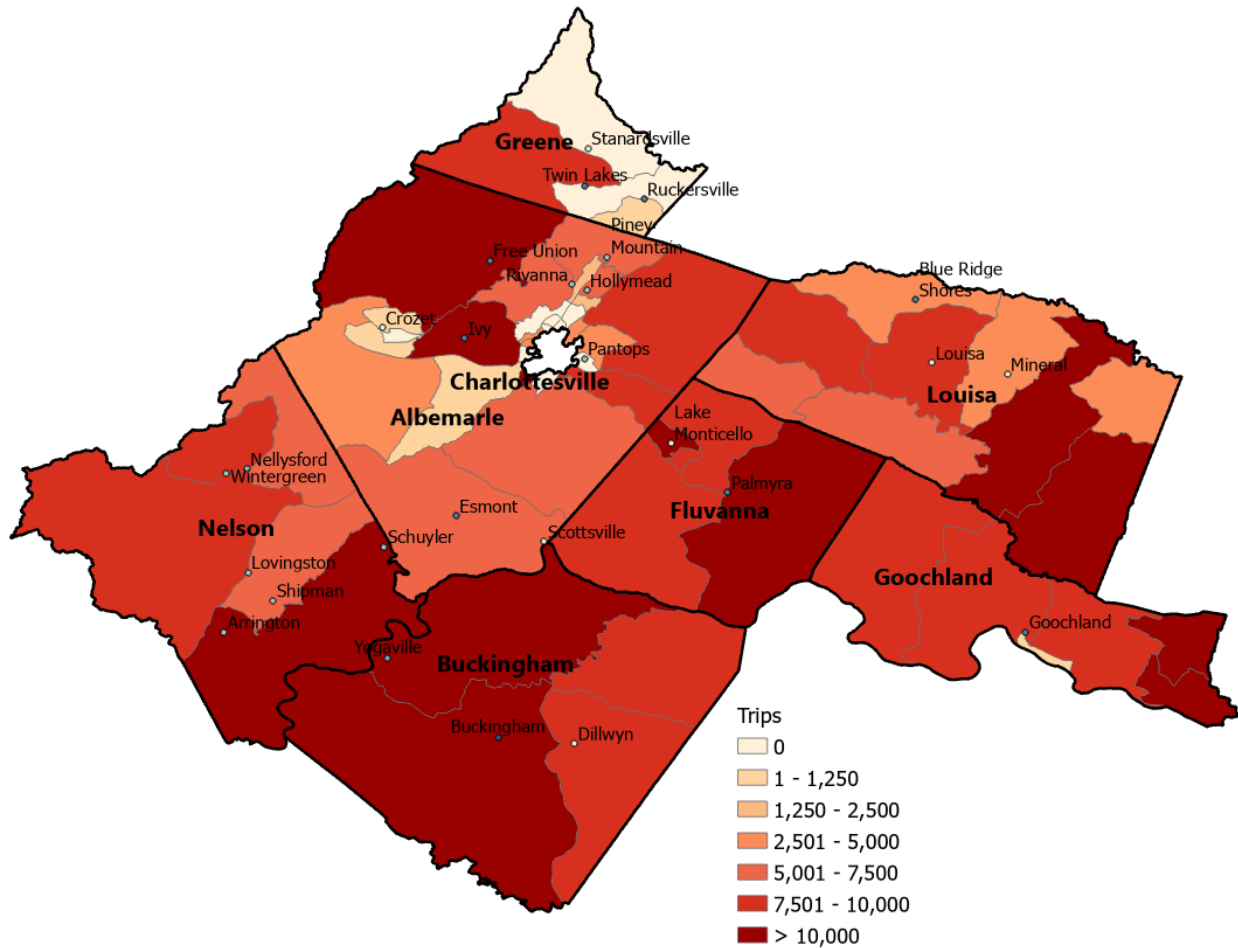 Greene
Stanardsville
Twin Lakes
Ruckersville
Piney
Mountain
Free Union
Rivanna
Hollymead
Blue Ridge
Shores
Crozet
Ivy
Pantops
Louisa
Mineral
Charlottesville
Louisa
Albemarle
Lake
Monticello
Nellysford
Wintergreen
Palmyra
Esmont
Fluvanna
Nelson
Scottsville
Schuyler
Lovingston
Goochland
Shipman
Arrington
Goochland
Yogaville
Buckingham
Buckingham
Dillwyn
Trips
0
1 - 1,250
1,250 - 2,500
2,501 - 5,000
5,001 - 7,500
7,501 - 10,000
> 10,000